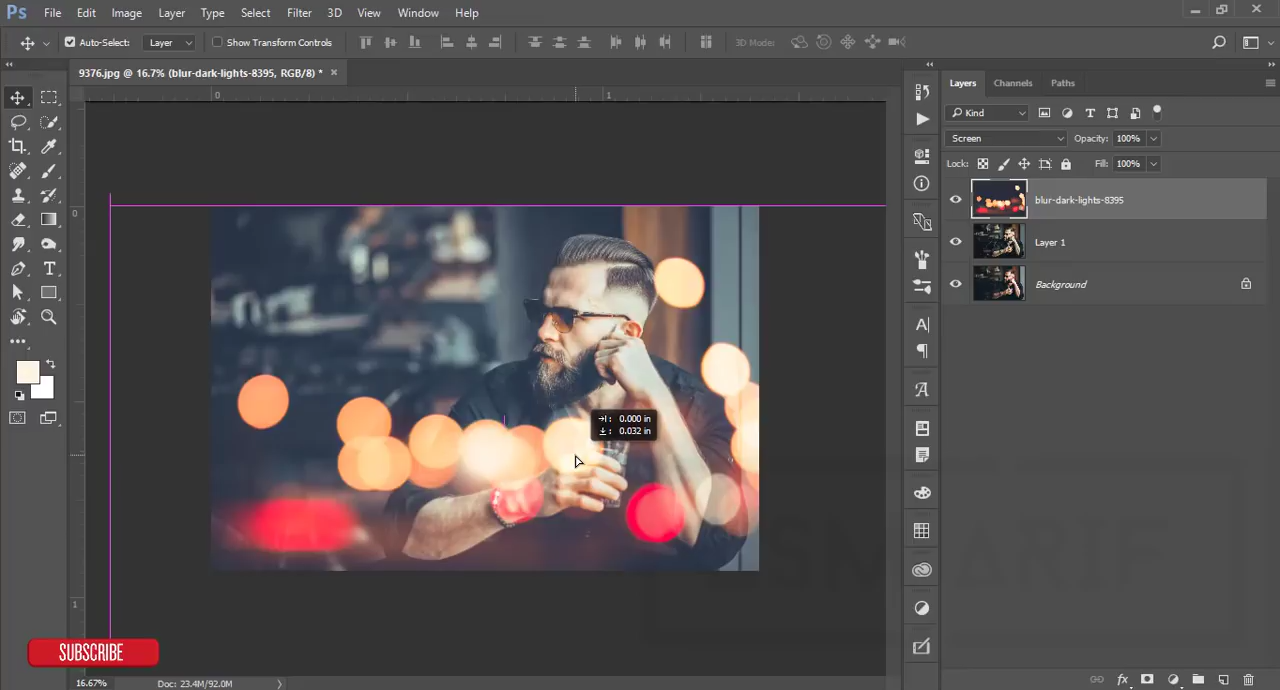 Ps File Edit Image Layer Type Select Filter 3D View Window Help
Auto-Select: Layer Show Transform Controls 3D Mode:
9376.jpg @ 16.7% (blur-dark-lights-8395, RGB/8) * ×
Layers Channels Paths
0 1
Kind
Screen Opacity: 100%
Lock: Fill: 100%
0
blur-dark-lights-8395
Layer 1
Background
0.000 in
0.032 in
1
SUBSCRIBE
16.67% Doc: 23.4M/92.0M